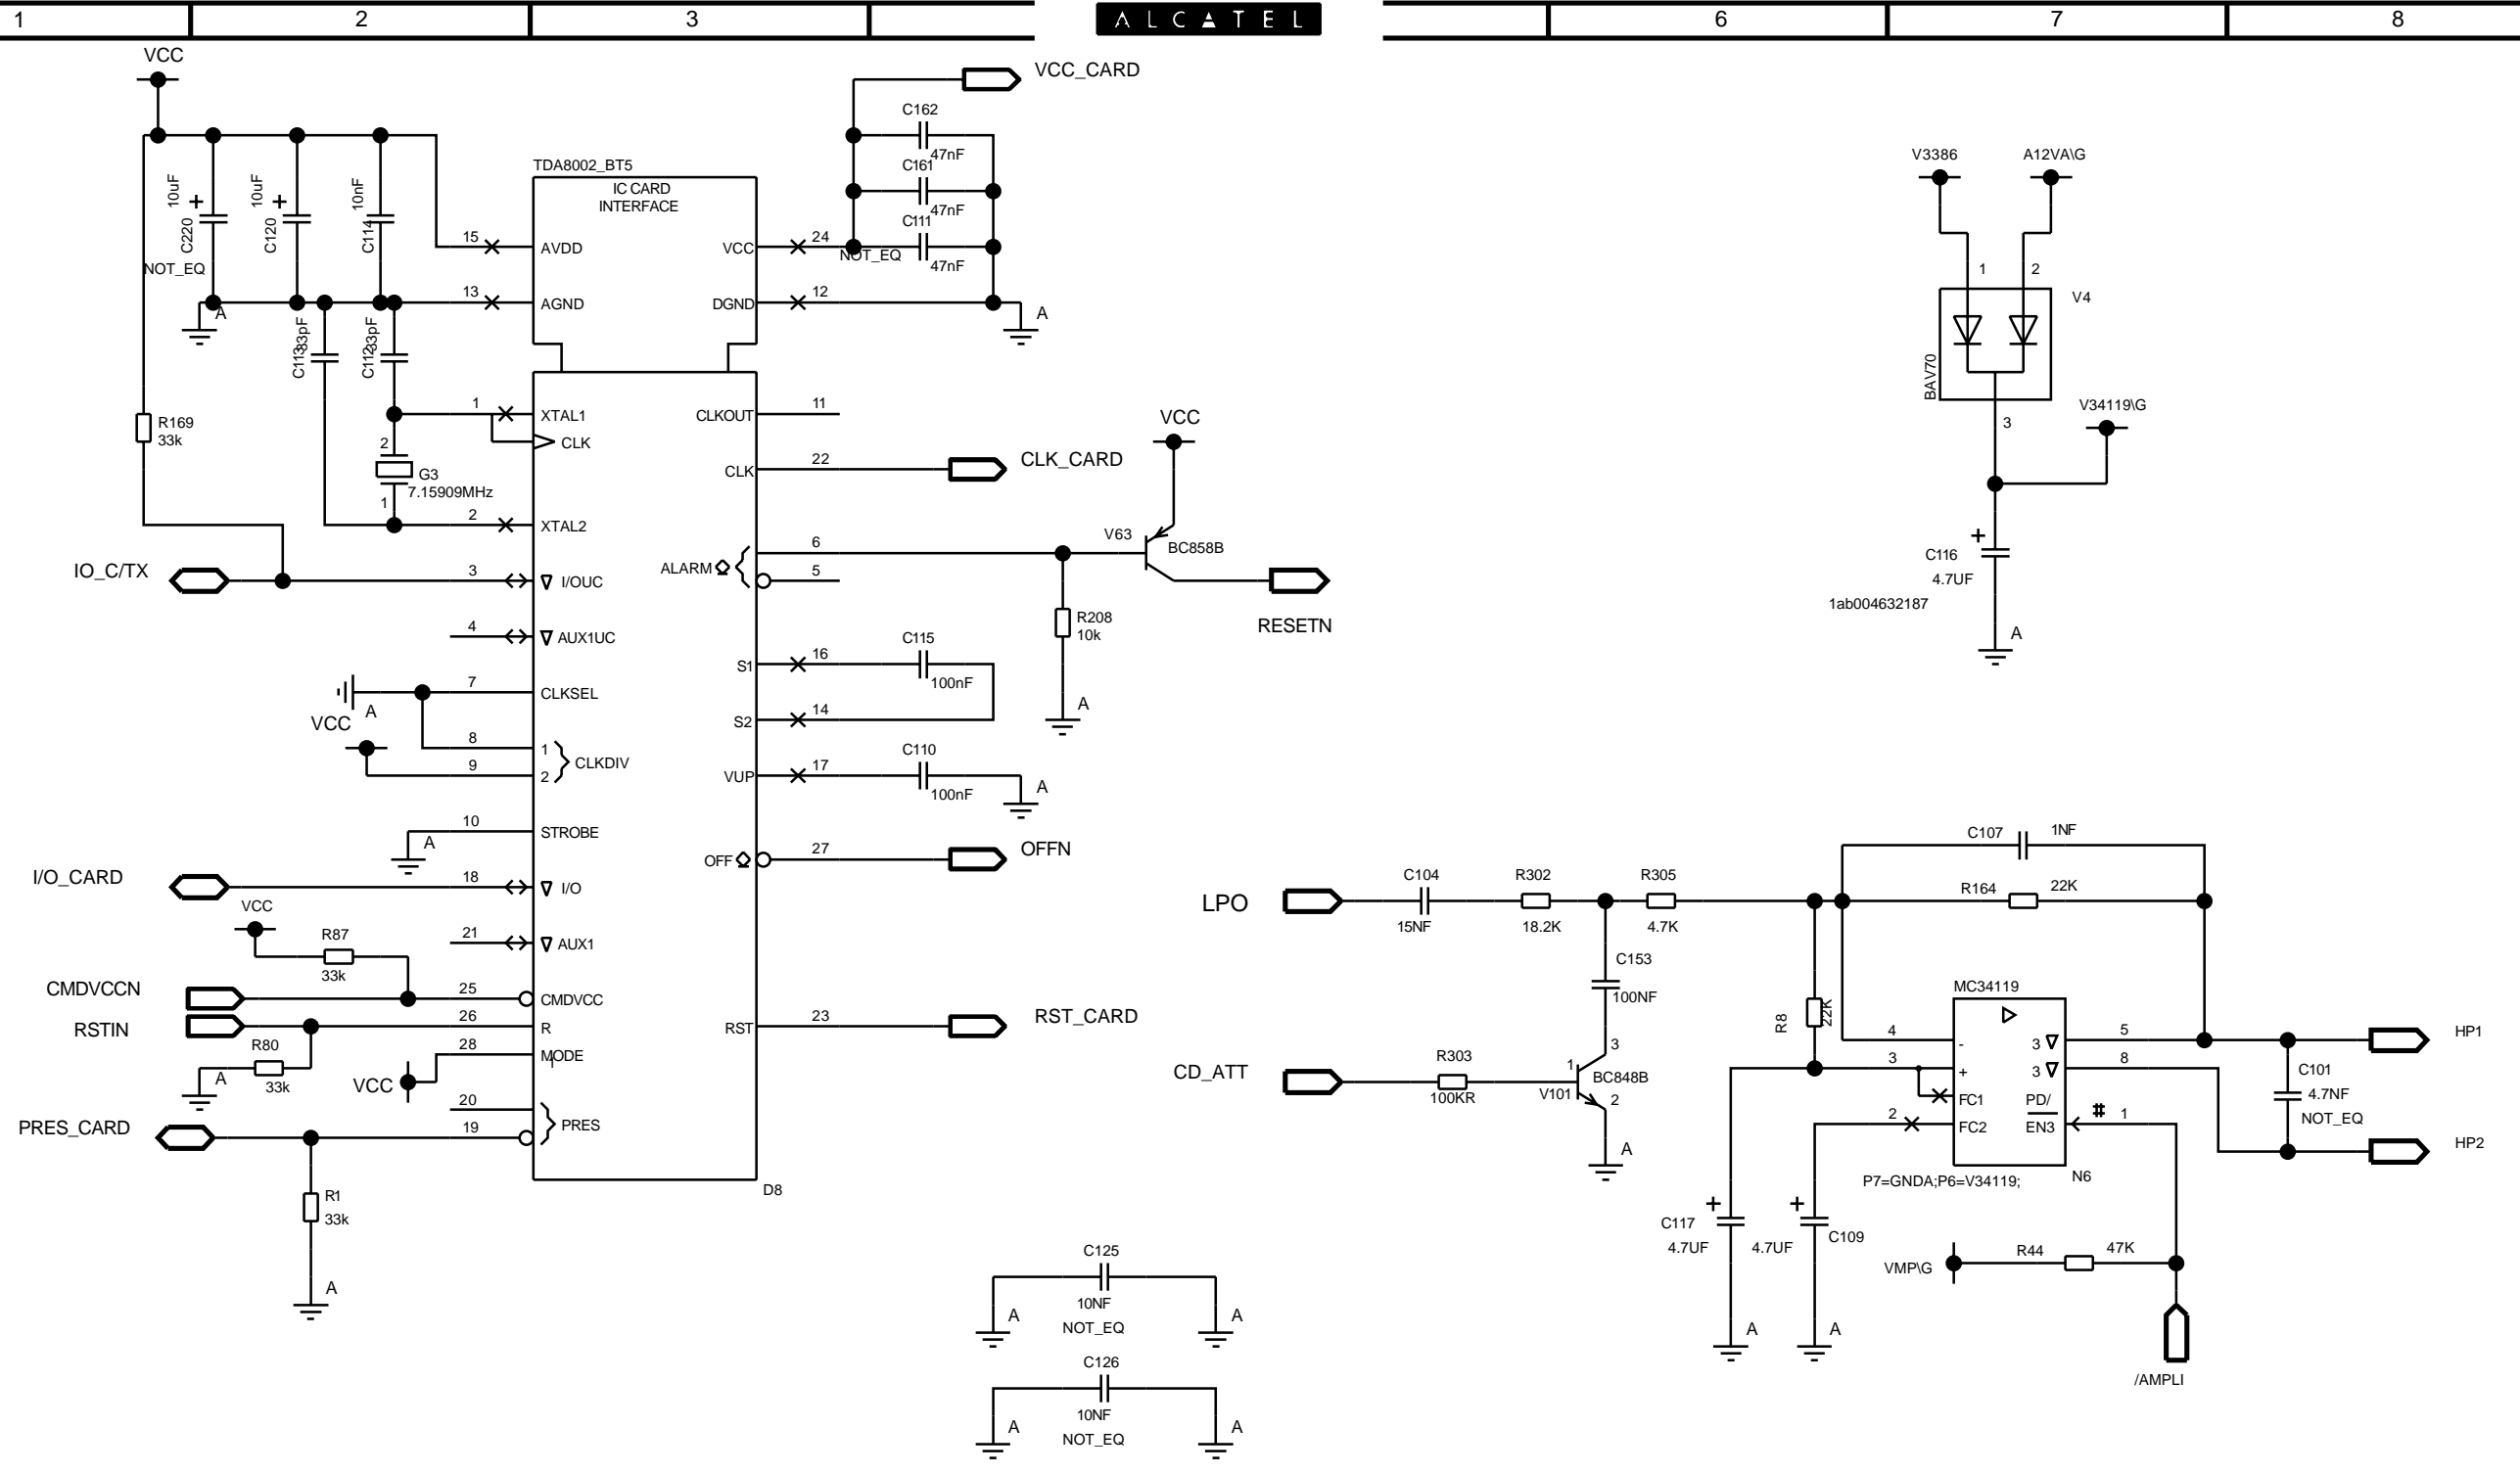 1
2
3
ALCATEL
6
7
8
VCC
VCC_CARD
C162
47nF
C161
47nF
C111
47nF
NOT_EQ
TDA8002_BT5
IC CARD
INTERFACE
10uF
C220
NOT_EQ
10uF
C120
10nF
C114
15
AVDD
VCC
24
13
AGND
DGND
12
A
A
C113
33pF
C112
33pF
V3386
A12VA\G
1
2
V4
BAV70
3
V34119\G
C116
4.7UF
1ab004632187
A
R169
33k
1
XTAL1
CLK
2
G3
7.15909MHz
1
2
XTAL2
CLKOUT
11
CLK
22
CLK_CARD
VCC
V63
BC858B
RESETN
ALARM
6
5
R208
10k
A
IO_C/TX
3
I/OUC
4
AUX1UC
7
CLKSEL
A
VCC
8
9
1
2
CLKDIV
S1
16
C115
100nF
S2
14
VUP
17
C110
100nF
A
10
STROBE
A
OFF
27
OFFN
I/O_CARD
18
I/O
VCC
R87
33k
21
AUX1
CMDVCCN
25
CMDVCC
RSTIN
26
R
R80
33k
A
28
MODE
1
VCC
RST
23
RST_CARD
20
PRES_CARD
19
PRES
D8
R1
33k
A
LPO
C104
15NF
R302
18.2K
R305
4.7K
C107
1NF
R164
22K
C153
100NF
R8
22K
CD_ATT
R303
100KR
1
3
BC848B
V101
2
A
MC34119
4
-
3
+
FC1
2
FC2
3
5
3
8
PD/
EN3
#
1
P7=GNDA;P6=V34119;
N6
HP1
C101
4.7NF
NOT_EQ
HP2
C117
4.7UF
4.7UF
C109
A
A
VMP\G
R44
47K
/AMPLI
C125
10NF
NOT_EQ
A
A
C126
10NF
NOT_EQ
A
A